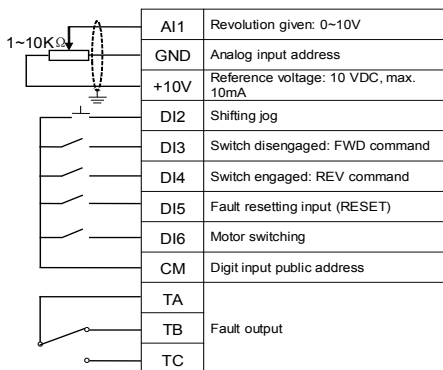 AI1 Revolution given: 0~10V
1~10KΩ
GND Analog input address
+10V Reference voltage: 10 VDC, max.
10mA
DI2 Shifting jog
DI3 Switch disengaged: FWD command
DI4 Switch engaged: REV command
DI5 Fault resetting input (RESET)
DI6 Motor switching
CM Digit input public address
TA
TB Fault output
TC